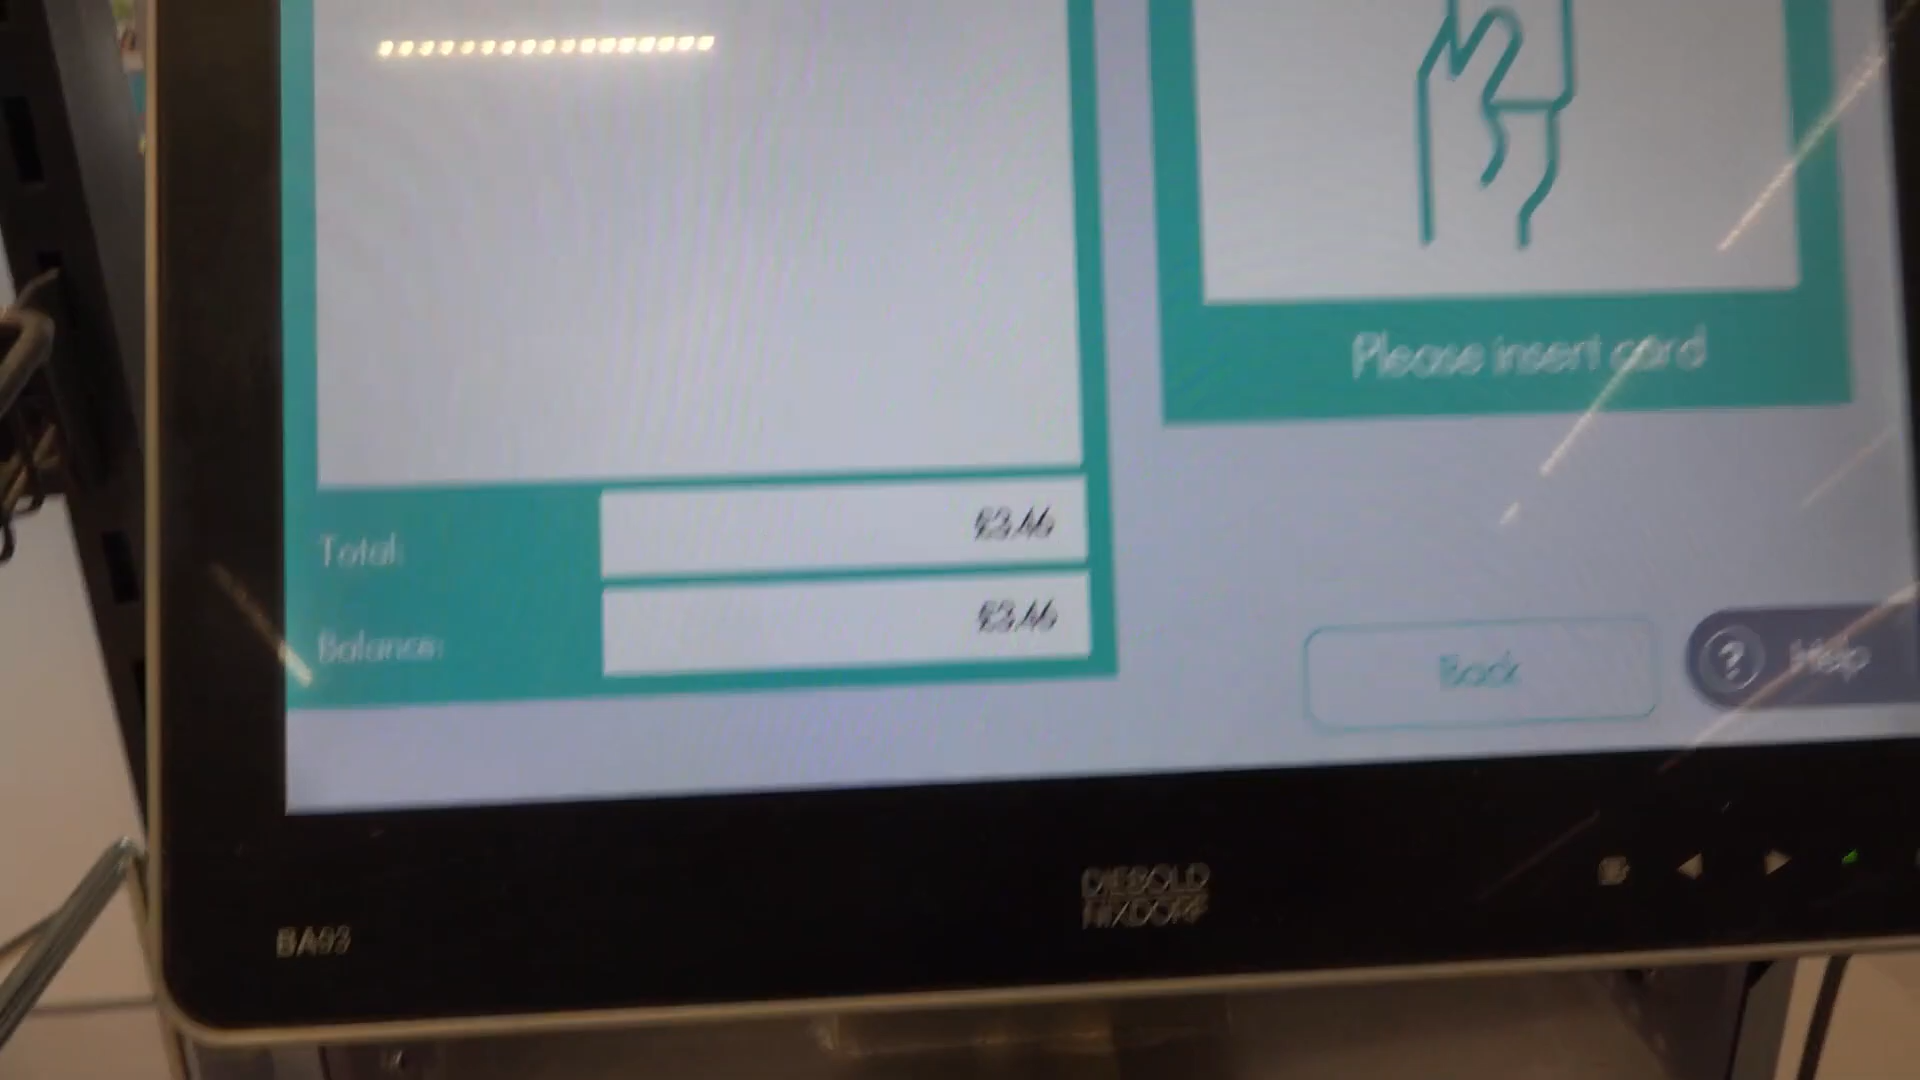 Please insert card
Total:
£3.46
Balance:
£3.46
Back
? Help
DIEBOLD
NIXDORF
BA93